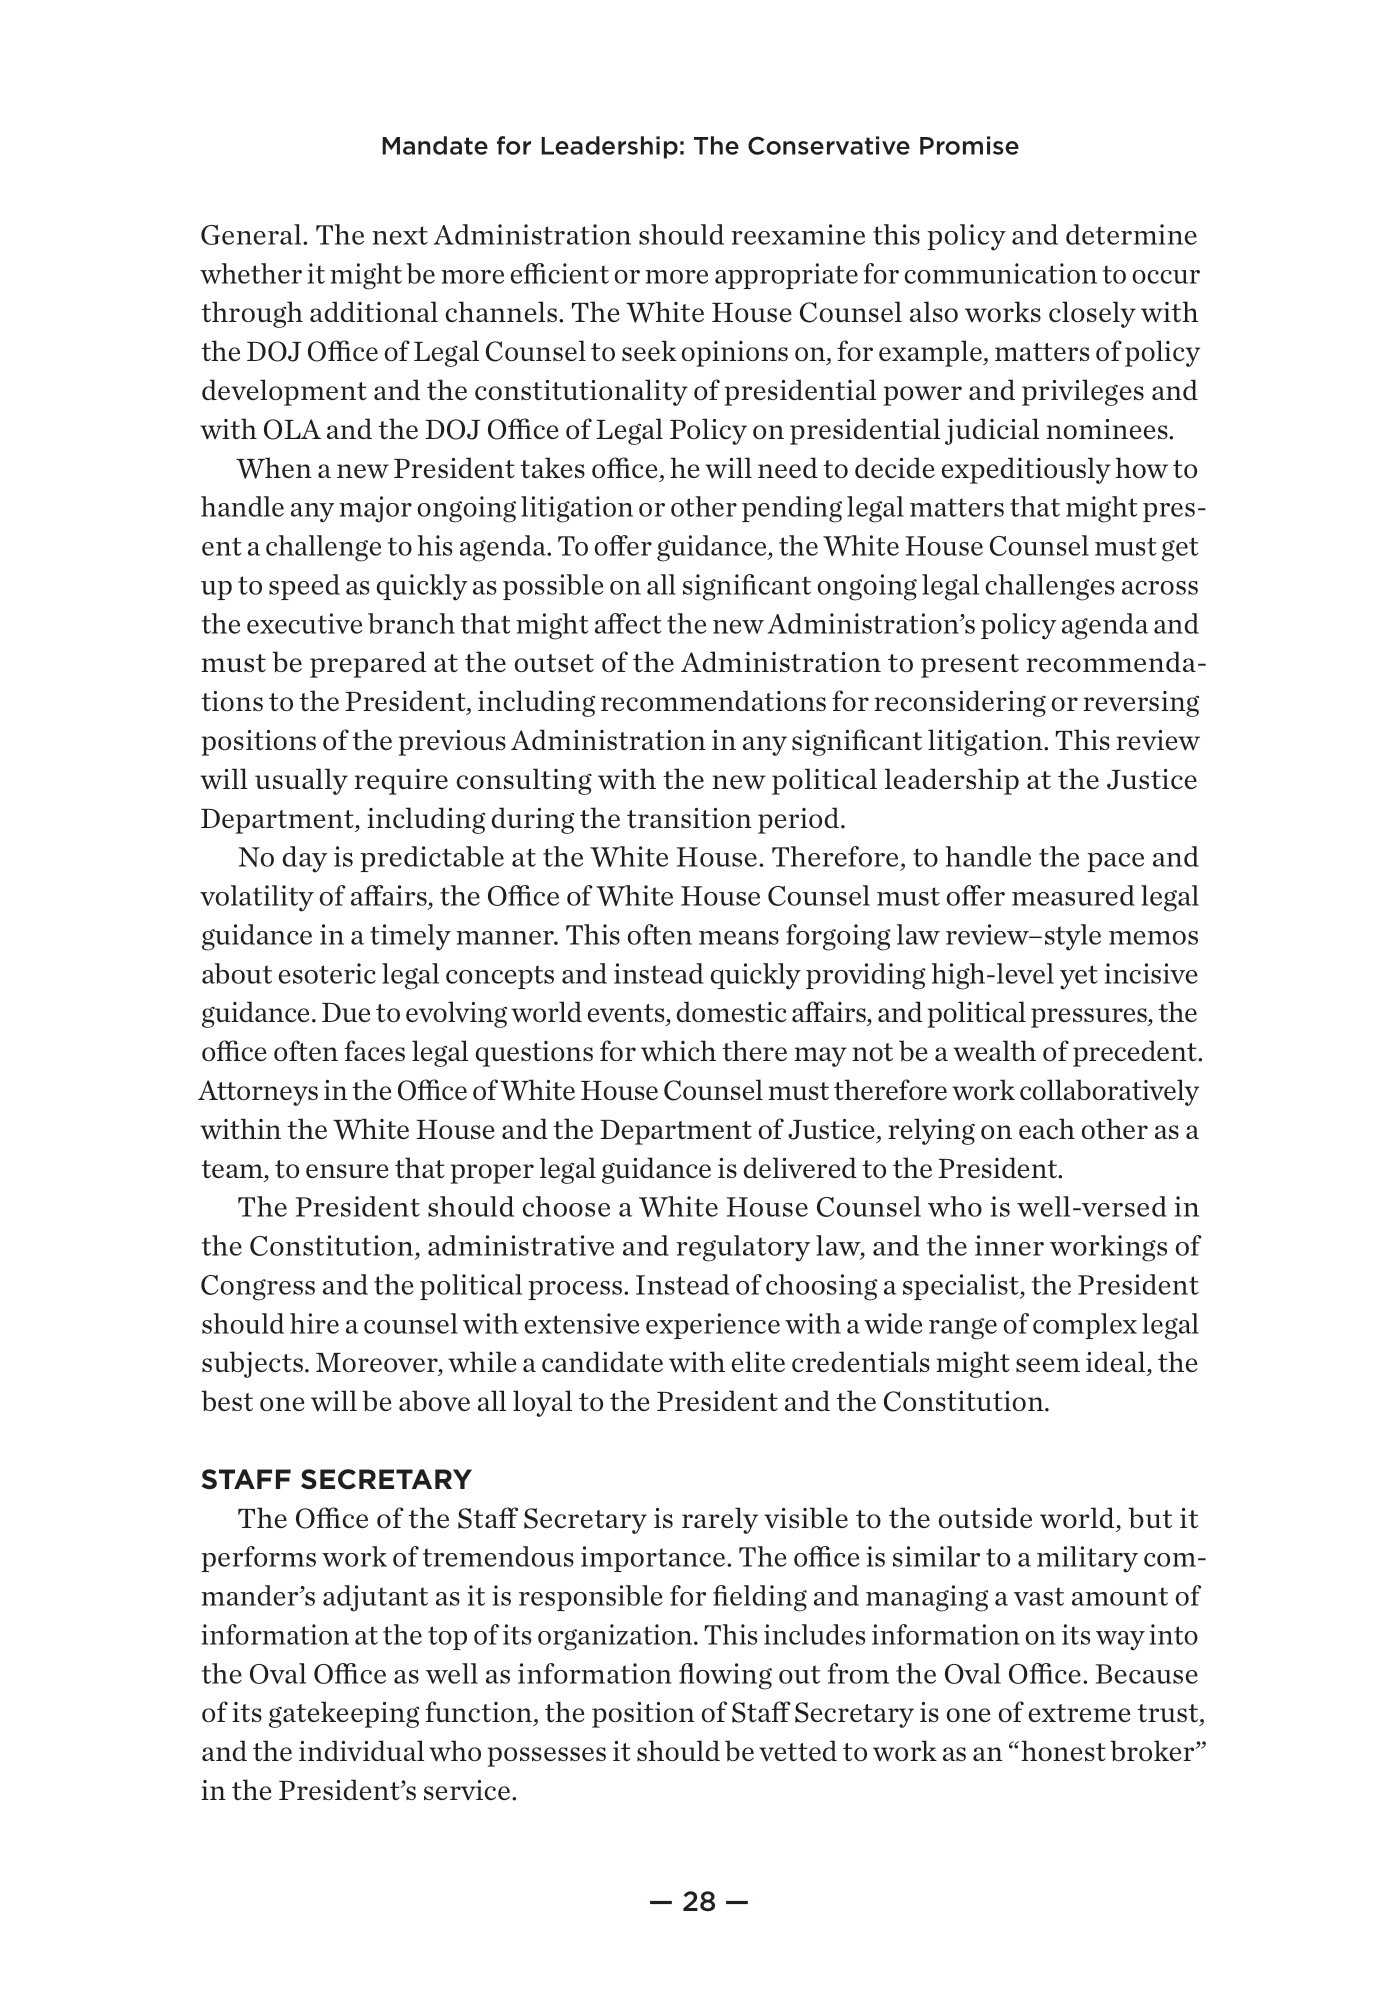 Mandate for Leadership: The Conservative Promise
General. The next Administration should reexamine this policy and determine
whether it might be more efficient or more appropriate for communication to occur
through additional channels. The White House Counsel also works closely with
the DOJ Office of Legal Counsel to seek opinions on, for example, matters of policy
development and the constitutionality of presidential power and privileges and
with OLA and the DOJ Office of Legal Policy on presidential judicial nominees.
When a new President takes office, he will need to decide expeditiously how to
handle any major ongoing litigation or other pending legal matters that might pres-
ent a challenge to his agenda. To offer guidance, the White House Counsel must get
up to speed as quickly as possible on all significant ongoing legal challenges across
the executive branch that might affect the new Administration’s policy agenda and
must be prepared at the outset of the Administration to present recommenda-
tions to the President, including recommendations for reconsidering or reversing
positions of the previous Administration in any significant litigation. This review
will usually require consulting with the new political leadership at the Justice
Department, including during the transition period.
No day is predictable at the White House. Therefore, to handle the pace and
volatility of affairs, the Office of White House Counsel must offer measured legal
guidance in a timely manner. This often means forgoing law review–style memos
about esoteric legal concepts and instead quickly providing high-level yet incisive
guidance. Due to evolving world events, domestic affairs, and political pressures, the
office often faces legal questions for which there may not be a wealth of precedent.
Attorneys in the Office of White House Counsel must therefore work collaboratively
within the White House and the Department of Justice, relying on each other as a
team, to ensure that proper legal guidance is delivered to the President.
The President should choose a White House Counsel who is well-versed in
the Constitution, administrative and regulatory law, and the inner workings of
Congress and the political process. Instead of choosing a specialist, the President
should hire a counsel with extensive experience with a wide range of complex legal
subjects. Moreover, while a candidate with elite credentials might seem ideal, the
best one will be above all loyal to the President and the Constitution.
STAFF SECRETARY
The Office of the Staff Secretary is rarely visible to the outside world, but it
performs work of tremendous importance. The office is similar to a military com-
mander’s adjutant as it is responsible for fielding and managing a vast amount of
information at the top of its organization. This includes information on its way into
the Oval Office as well as information flowing out from the Oval Office. Because
of its gatekeeping function, the position of Staff Secretary is one of extreme trust,
and the individual who possesses it should be vetted to work as an “honest broker”
in the President’s service.
— 28 —